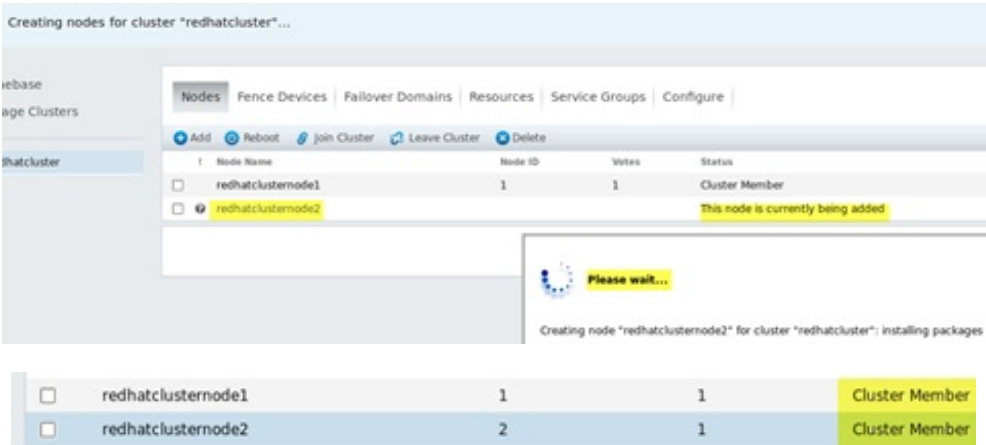 Creating nodes for cluster "redhatcluster"...
nebase
age Clusters
dhatcluster
Nodes Fence Devices Failover Domains Resources Service Groups Configure
Add Reboot Join Cluster Leave Cluster Delete
! Node Name Node ID Votes Status
redhatclusternode1 1 1 Cluster Member
redhatclusternode2 This node is currently being added
Please wait...
Creating node "redhatclusternode2" for cluster "redhatcluster": installing packages
redhatclusternode1 1 1 Cluster Member
redhatclusternode2 2 1 Cluster Member